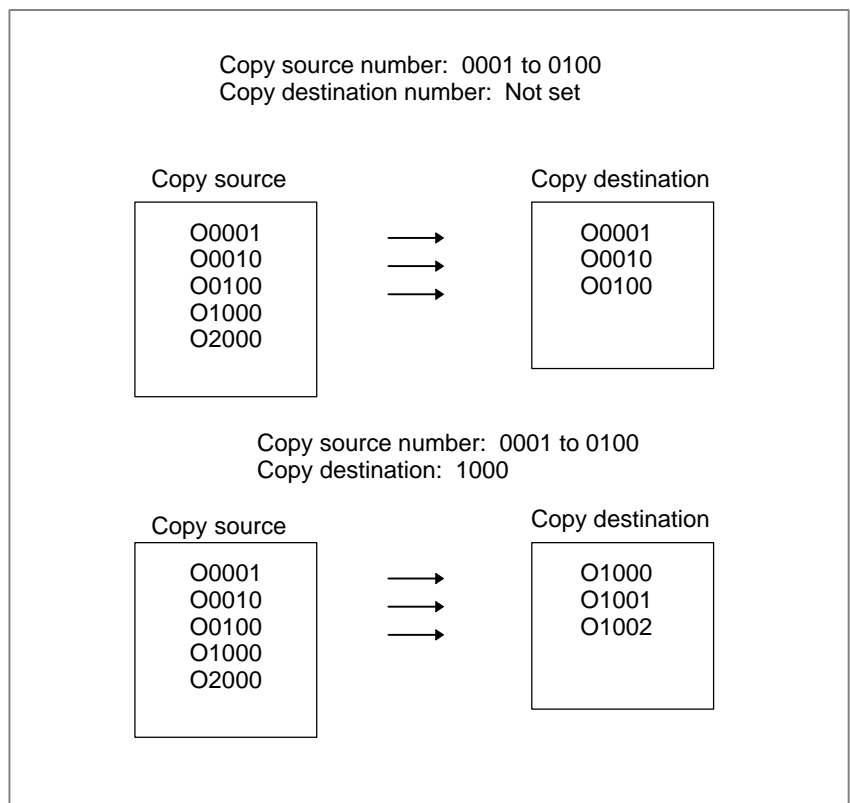 Copy source number: 0001 to 0100
Copy destination number: Not set
Copy source
O0001
O0010
O0100
O1000
O2000
Copy destination
O0001
O0010
O0100
Copy source number: 0001 to 0100
Copy destination: 1000
Copy source
O0001
O0010
O0100
O1000
O2000
Copy destination
O1000
O1001
O1002